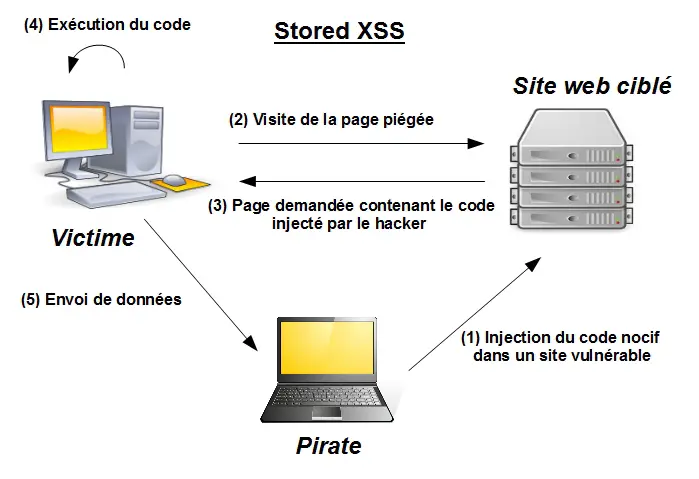 (4) Exécution du code
Stored XSS
Site web ciblé
(2) Visite de la page piégée
(3) Page demandée contenant le code
injecté par le hacker
Victime
(5) Envoi de données
(1) Injection du code nocif
dans un site vulnérable
Pirate